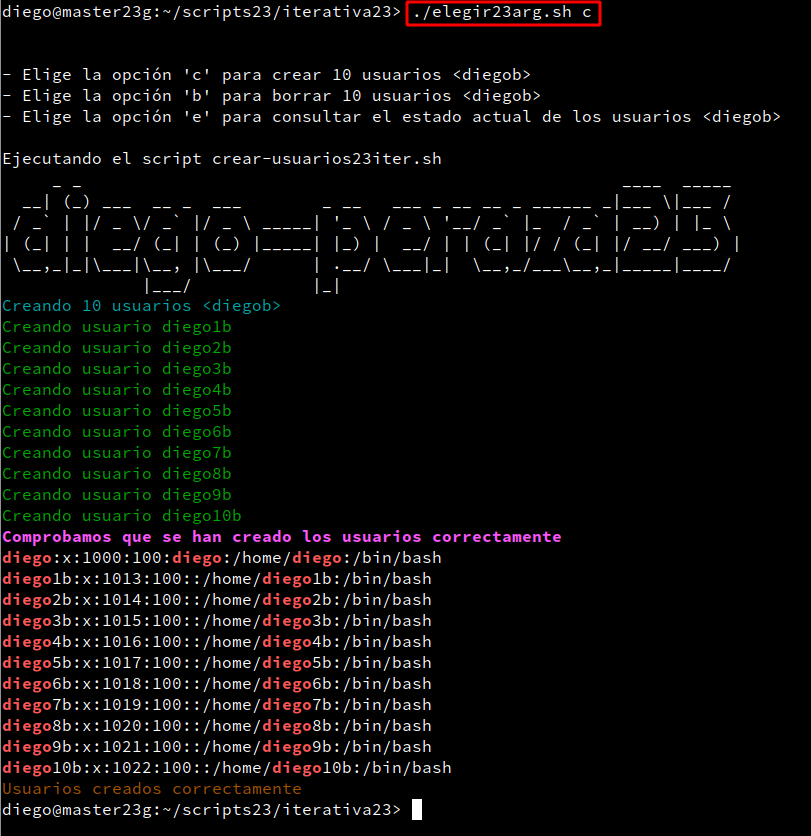 diego@master23g:~/scripts23/iterativa23> ./elegir23arg.sh c
- Elige la opción 'c' para crear 10 usuarios <diegob>
- Elige la opción 'b' para borrar 10 usuarios <diegob>
- Elige la opción 'e' para consultar el estado actual de los usuarios <diegob>
Ejecutando el script crear-usuarios23iter.sh
diego-peraza25
Creando 10 usuarios <diegob>
Creando usuario diego1b
Creando usuario diego2b
Creando usuario diego3b
Creando usuario diego4b
Creando usuario diego5b
Creando usuario diego6b
Creando usuario diego7b
Creando usuario diego8b
Creando usuario diego9b
Creando usuario diego10b
Comprobamos que se han creado los usuarios correctamente
diego:x:1000:100:diego:/home/diego:/bin/bash
diego1b:x:1013:100::/home/diego1b:/bin/bash
diego2b:x:1014:100::/home/diego2b:/bin/bash
diego3b:x:1015:100::/home/diego3b:/bin/bash
diego4b:x:1016:100::/home/diego4b:/bin/bash
diego5b:x:1017:100::/home/diego5b:/bin/bash
diego6b:x:1018:100::/home/diego6b:/bin/bash
diego7b:x:1019:100::/home/diego7b:/bin/bash
diego8b:x:1020:100::/home/diego8b:/bin/bash
diego9b:x:1021:100::/home/diego9b:/bin/bash
diego10b:x:1022:100::/home/diego10b:/bin/bash
Usuarios creados correctamente
diego@master23g:~/scripts23/iterativa23>